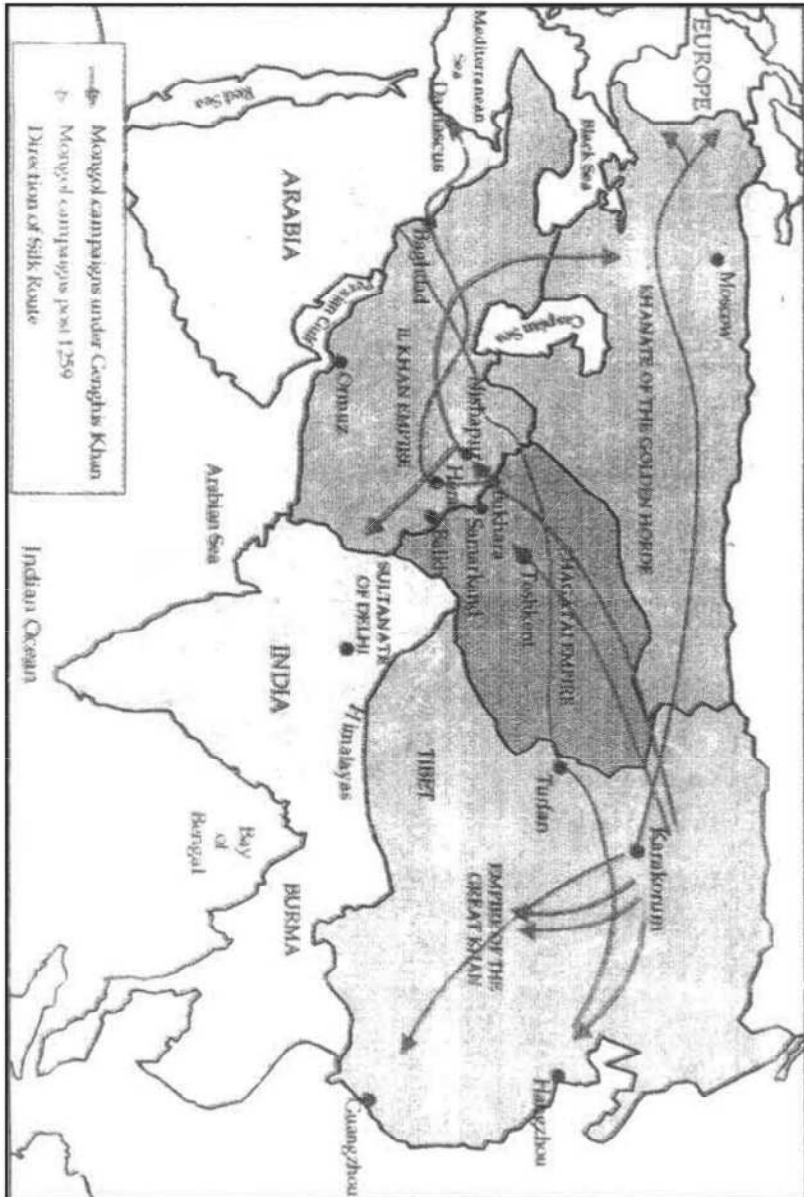 EUROPE
Moscow
KHANATE OF THE GOLDEN HORDE
Karakorum
Mediterranean
Sea
Black Sea
Caspian Sea
CHAGATAI EMPIRE
Turfan
Hangzhou
Damascus
Baghdad
Nishapur
Bukhara
Samarkand
Tashkent
IL KHAN EMPIRE
Herat
Balkh
EMPIRE OF THE
GREAT KHAN
TIBET
Red Sea
ARABIA
Persian Gulf
Ormuz
SULTANATE
OF DELHI
Himalayas
Guangzhou
INDIA
BURMA
Arabian Sea
Bay
of
Bengal
Indian Ocean
Mongol campaigns under Genghis Khan
Mongol campaigns post 1259
Direction of Silk Route